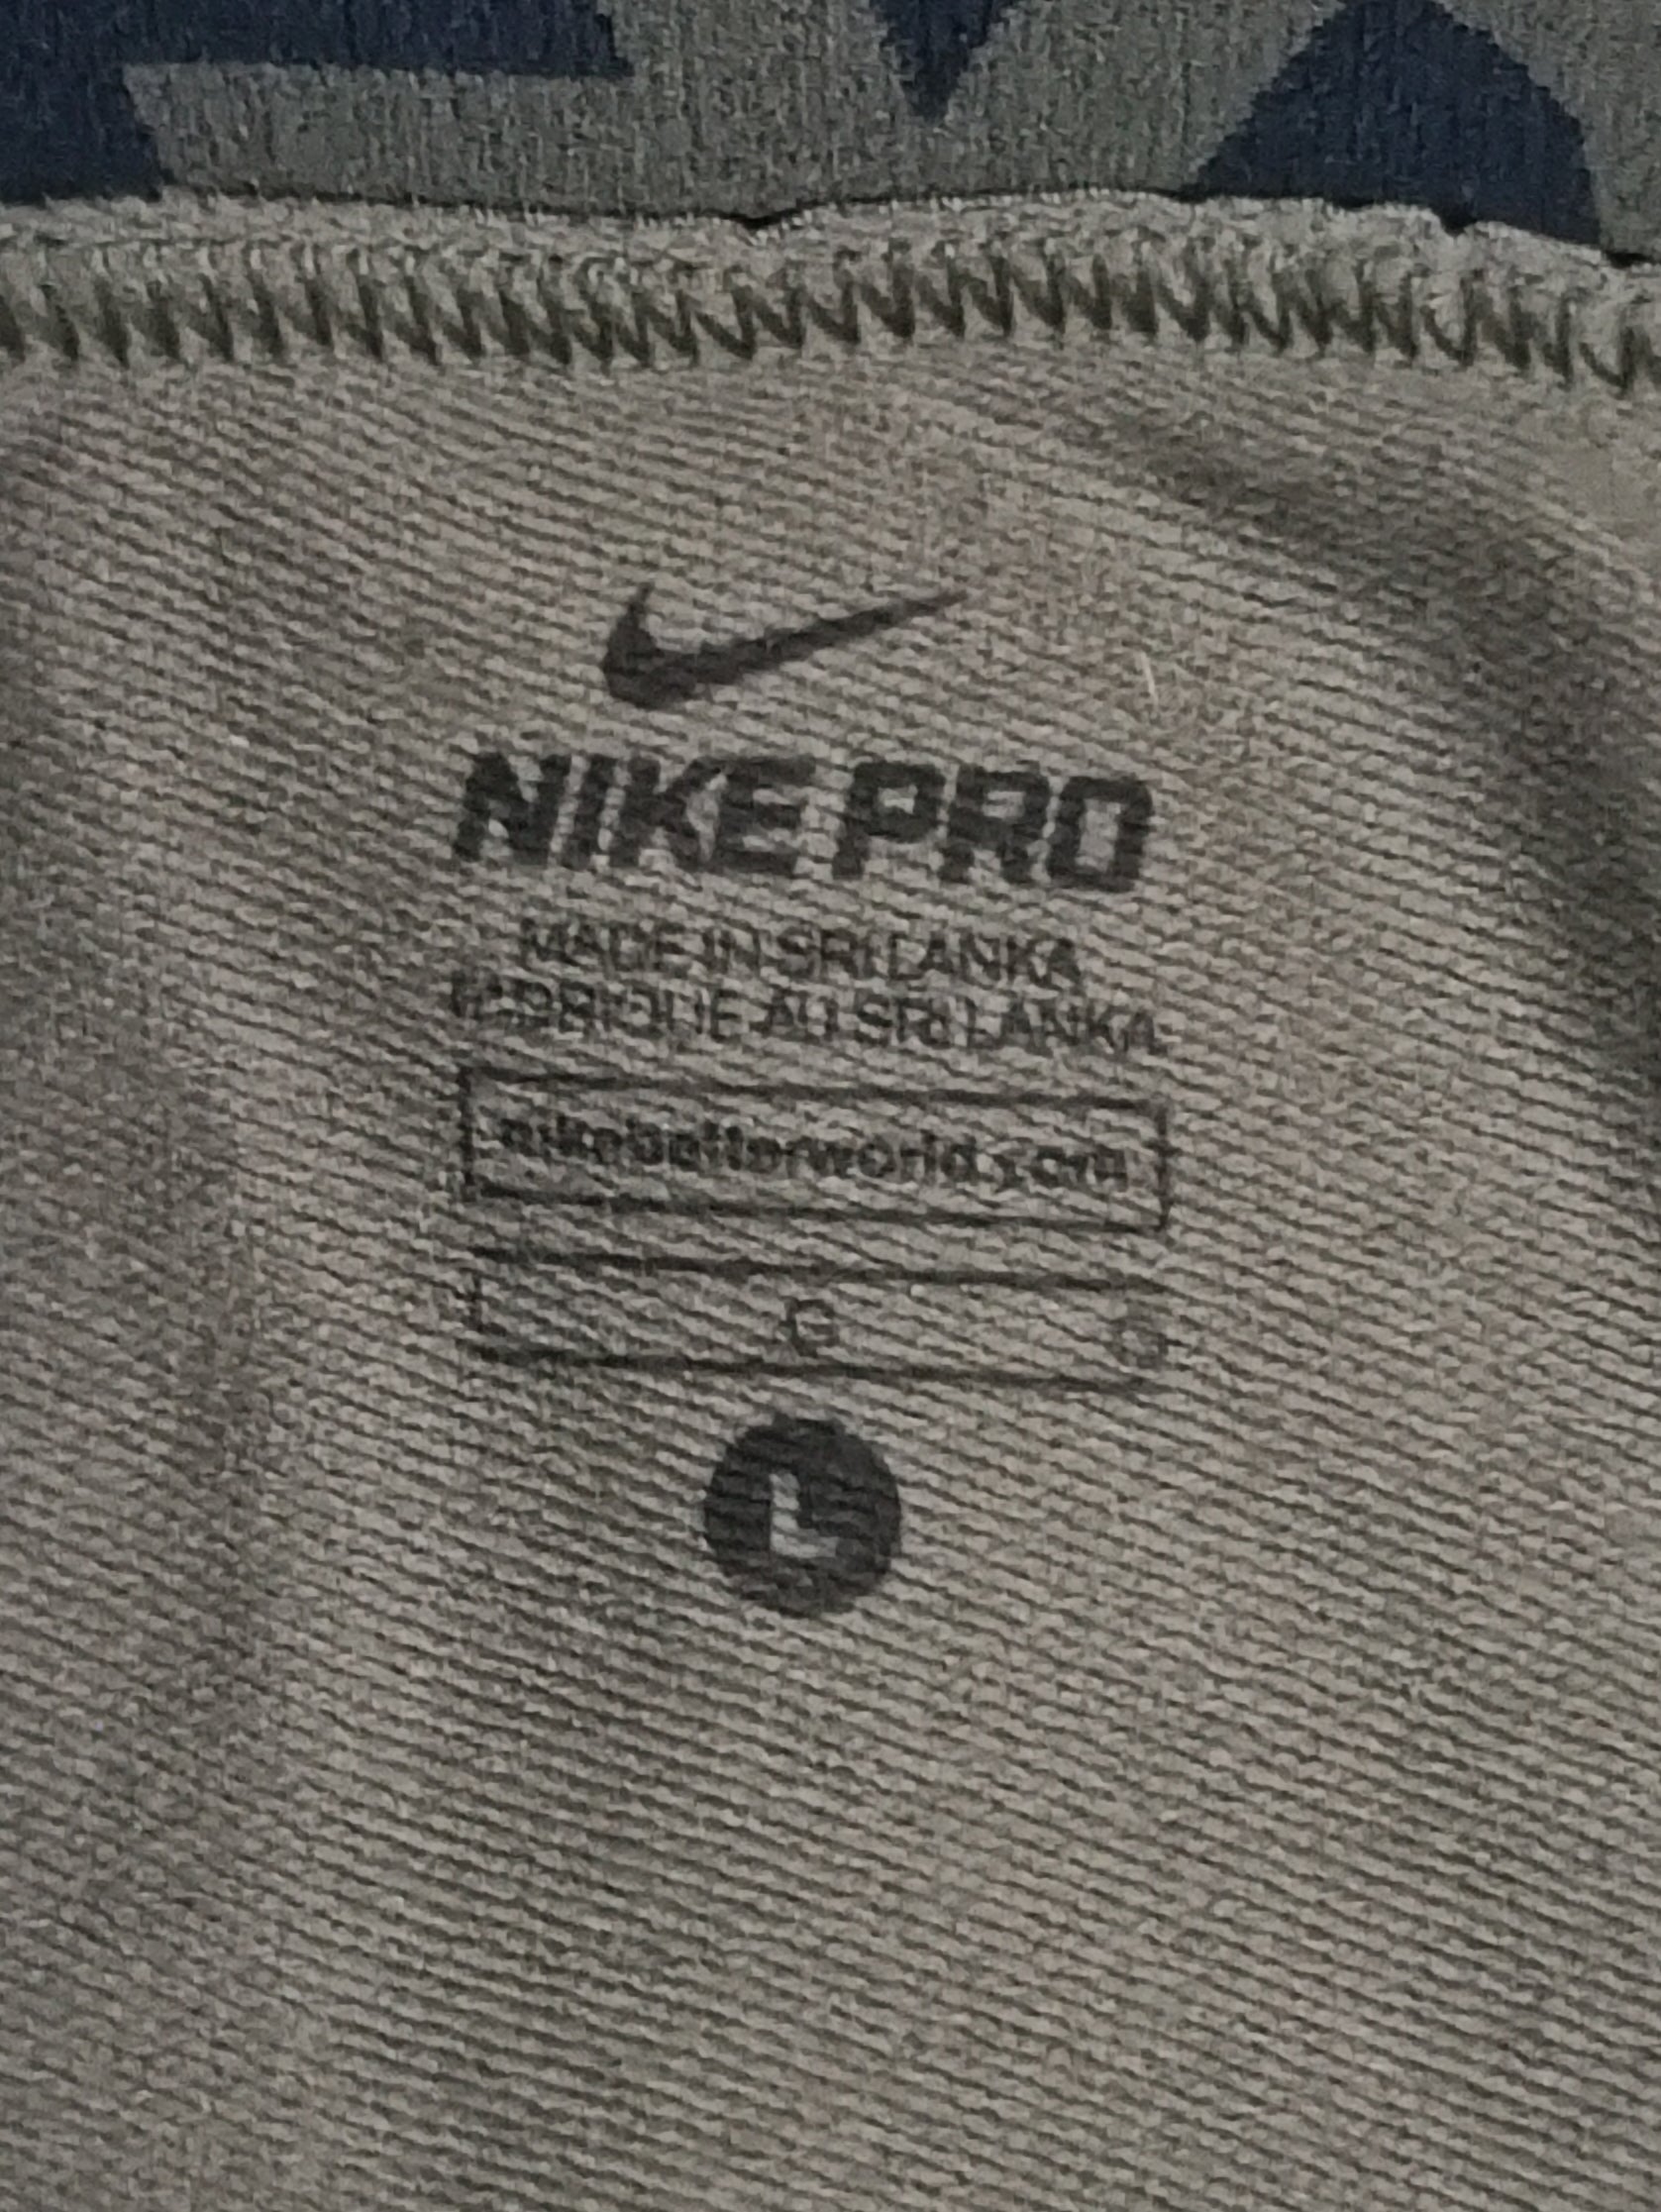 NIKE PRO
MADE IN SRI LANKA
FABRIQUE AU SRI LANKA
nikebetterworld.com
L G G
L